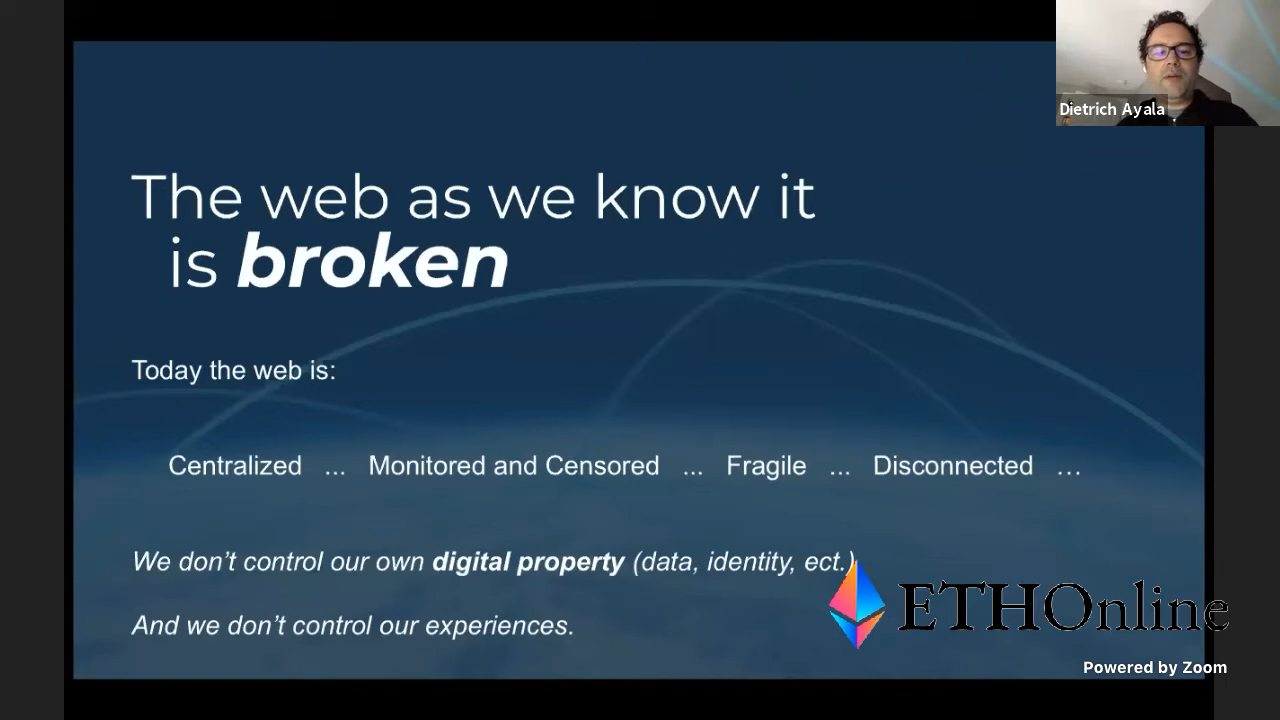 Dietrich Ayala
The web as we know it
is broken
Today the web is:
Centralized ... Monitored and Censored ... Fragile ... Disconnected ...
We don't control our own digital property (data, identity, ect.)
And we don't control our experiences.
ETHOnline
Powered by Zoom